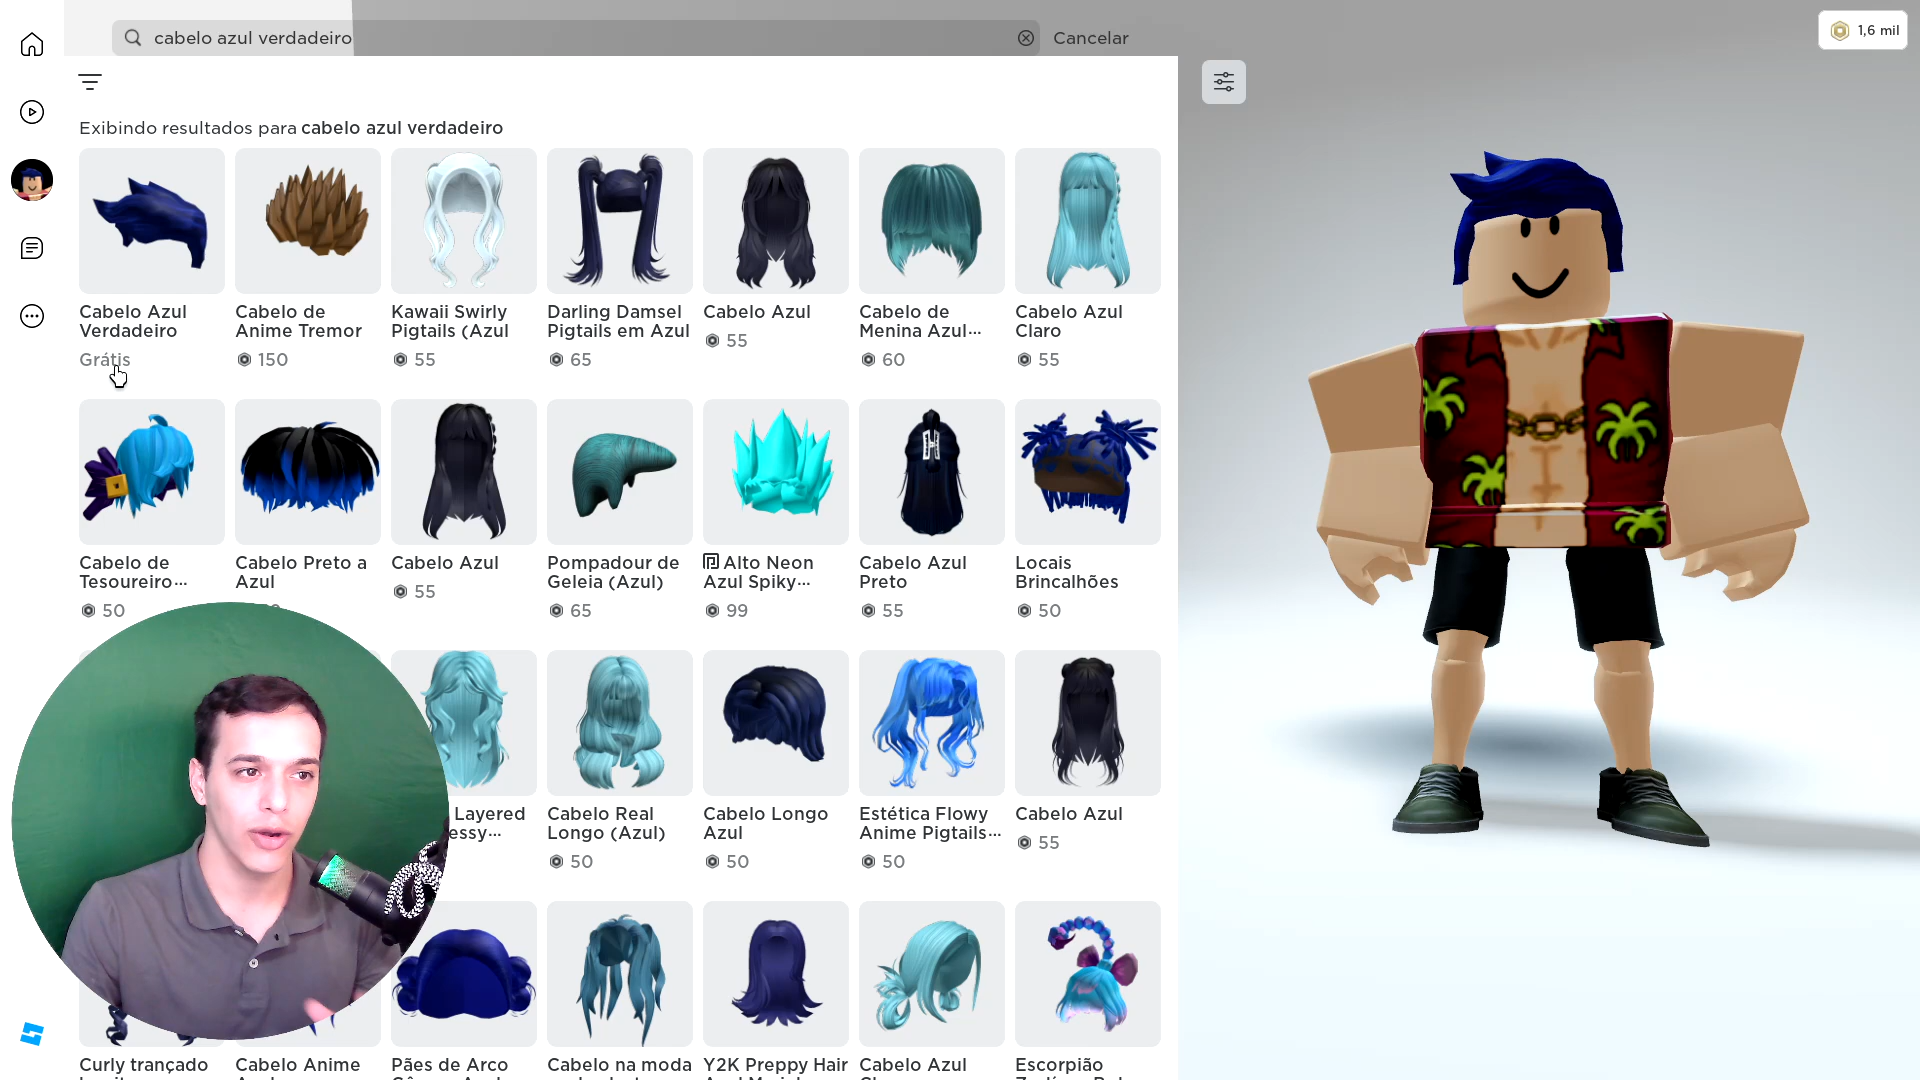 cabelo azul verdadeiro
Cancelar
1,6 mil
Exibindo resultados para cabelo azul verdadeiro
Cabelo Azul
Verdadeiro
Grátis
Cabelo de
Anime Tremor
150
Kawaii Swirly
Pigtails (Azul
55
Darling Damsel
Pigtails em Azul
65
Cabelo Azul
55
Cabelo de
Menina Azul...
60
Cabelo Azul
Claro
55
Cabelo de
Tesoureiro...
50
Cabelo Preto a
Azul
Cabelo Azul
55
Pompadour de
Geleia (Azul)
65
Alto Neon
Azul Spiky...
99
Cabelo Azul
Preto
55
Locais
Brincalhões
50
Layered
essy...
Cabelo Real
Longo (Azul)
50
Cabelo Longo
Azul
50
Estética Flowy
Anime Pigtails...
50
Cabelo Azul
55
Curly trançado
Cabelo Anime
Pães de Arco
Cabelo na moda
Y2K Preppy Hair
Cabelo Azul
Escorpião